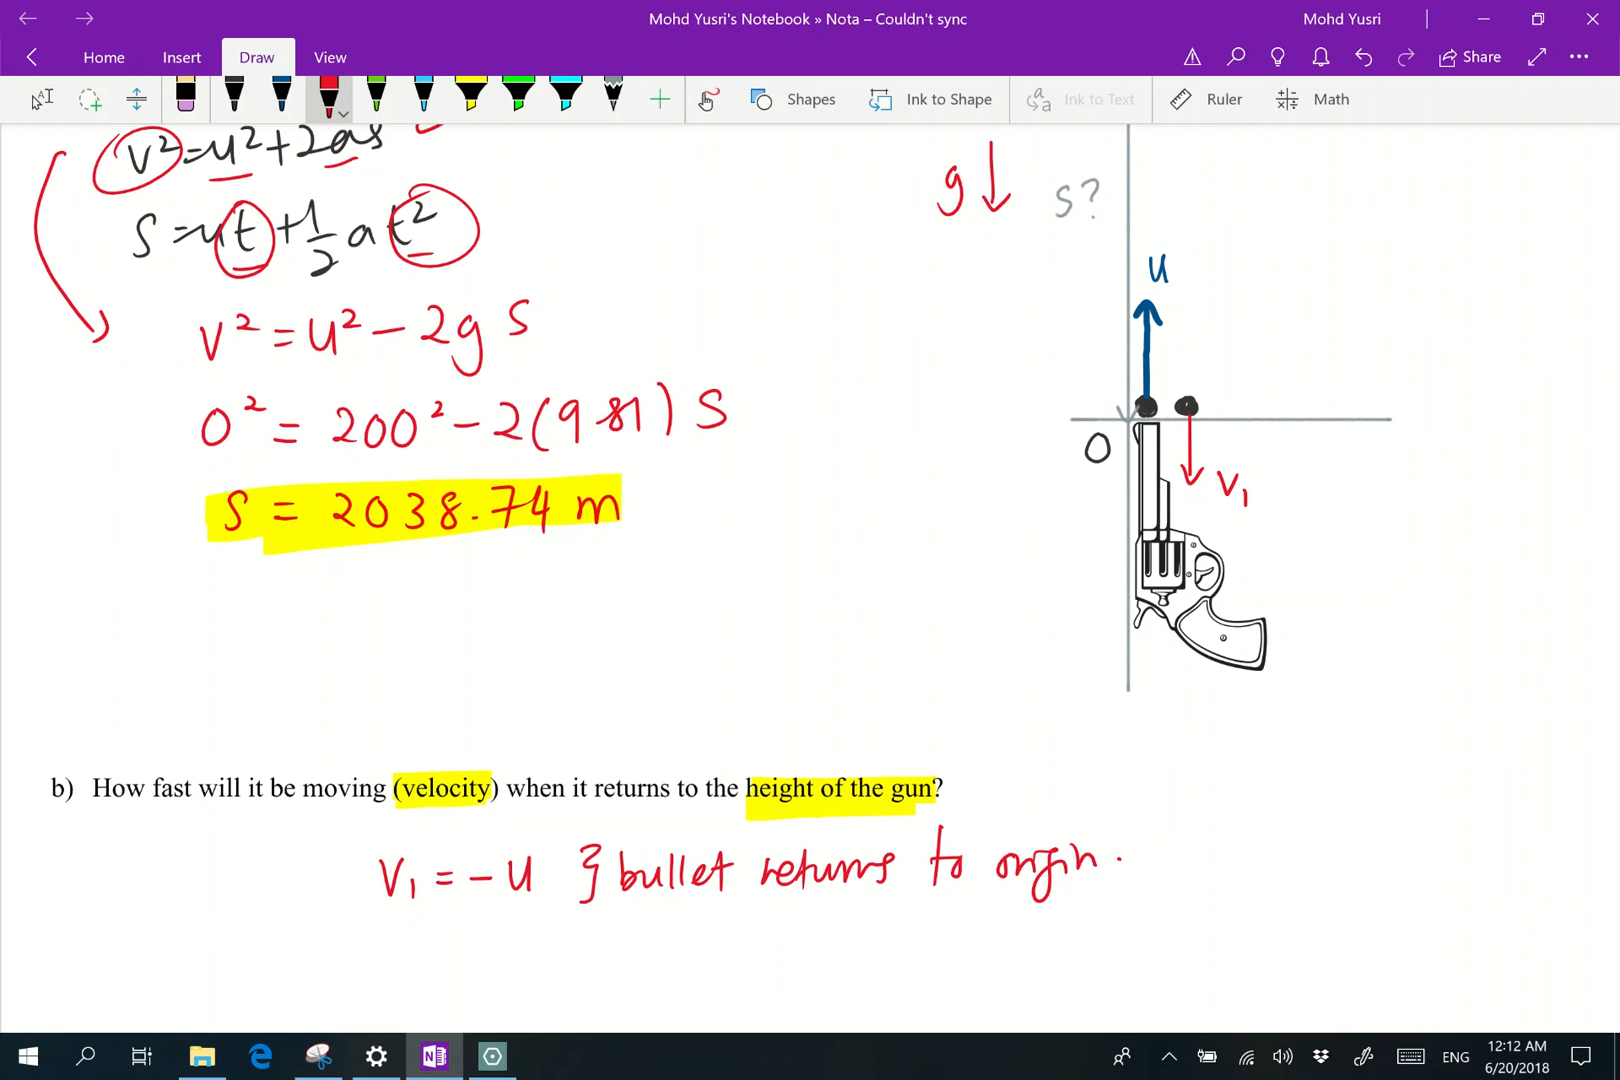 Mohd Yusri's Notebook » Nota – Couldn't sync
Mohd Yusri
Home
Insert
Draw
View
Share
Shapes
Ink to Shape
Ink to Text
Ruler
Math
v² = u² + 2as
S = ut + 1/2 at²
v² = u² − 2g s
0² = 200² − 2(9 81) S
S = 2038.74 m
g
S?
u
O
V₁
b) How fast will it be moving (velocity) when it returns to the height of the gun?
V₁ = − u } bullet returns to origin.
ENG
12:12 AM
6/20/2018